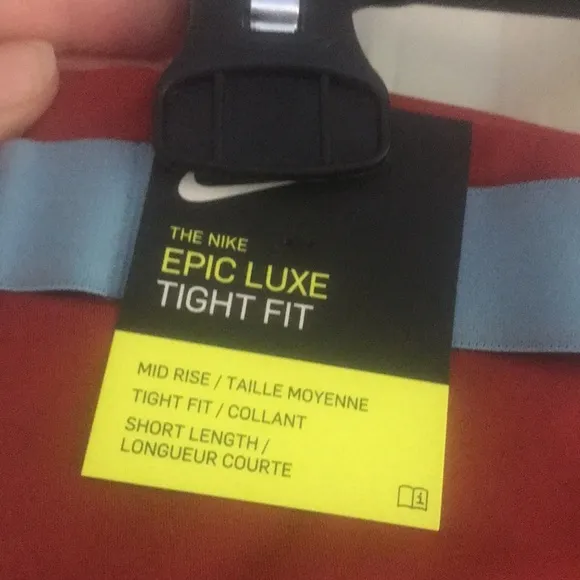 THE NIKE
EPIC LUXE
TIGHT FIT
MID RISE / TAILLE MOYENNE
TIGHT FIT / COLLANT
SHORT LENGTH /
LONGUEUR COURTE
i